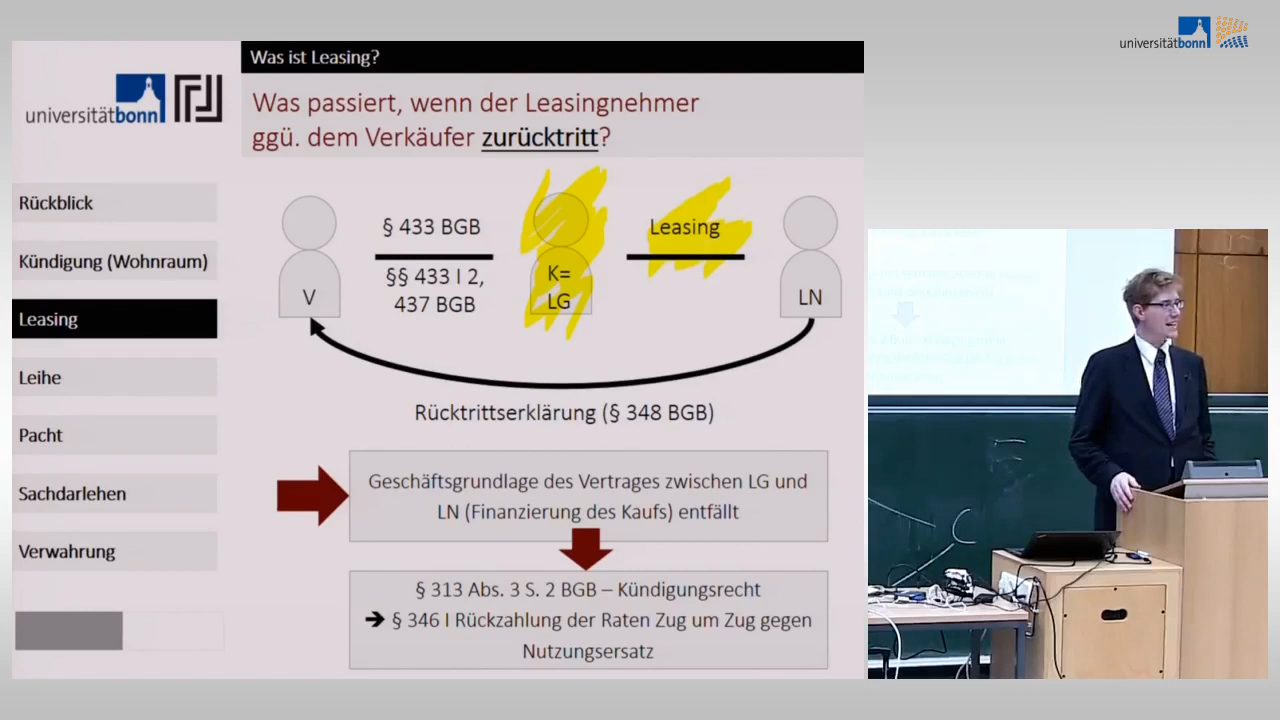 universitätbonn
Was ist Leasing?
universitätbonn
Was passiert, wenn der Leasingnehmer
ggü. dem Verkäufer zurücktritt?
Rückblick
Kündigung (Wohnraum)
Leasing
Leihe
Pacht
Sachdarlehen
Verwahrung
§ 433 BGB
§§ 433 I 2,
437 BGB
V
K=
LG
Leasing
LN
Rücktrittserklärung (§ 348 BGB)
Geschäftsgrundlage des Vertrages zwischen LG und
LN (Finanzierung des Kaufs) entfällt
§ 313 Abs. 3 S. 2 BGB – Kündigungsrecht
➔ § 346 I Rückzahlung der Raten Zug um Zug gegen
Nutzungsersatz